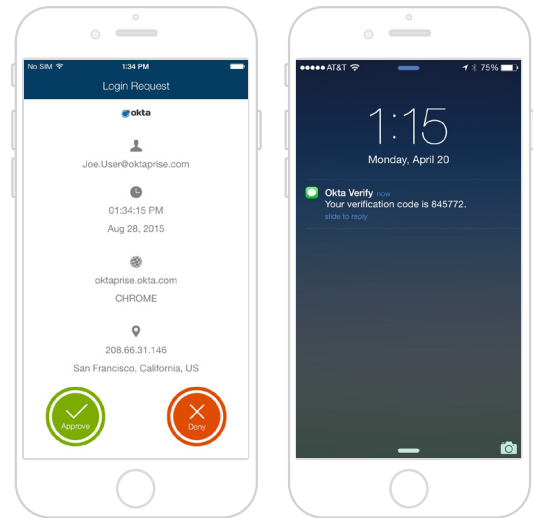 No SIM 1:34 PM
Login Request
okta
Joe.User@oktaprise.com
01:34:15 PM
Aug 28, 2015
oktaprise.okta.com
CHROME
208.66.31.146
San Francisco, California, US
Approve
Deny
AT&T 75%
1:15
Monday, April 20
Okta Verify now
Your verification code is 845772.
slide to reply